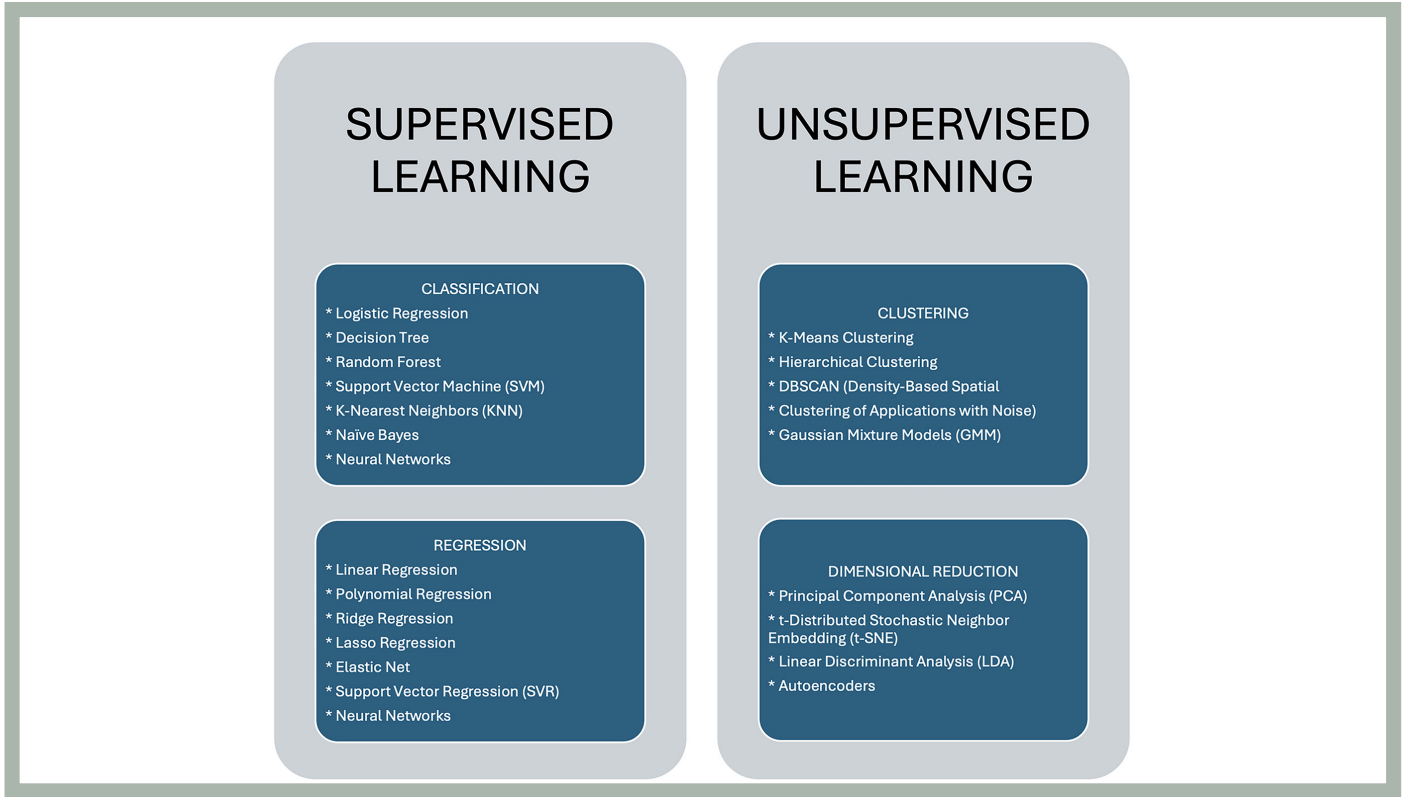 SUPERVISED
LEARNING
CLASSIFICATION
* Logistic Regression
* Decision Tree
* Random Forest
* Support Vector Machine (SVM)
* K-Nearest Neighbors (KNN)
* Naïve Bayes
* Neural Networks
REGRESSION
* Linear Regression
* Polynomial Regression
* Ridge Regression
* Lasso Regression
* Elastic Net
* Support Vector Regression (SVR)
* Neural Networks
UNSUPERVISED
LEARNING
CLUSTERING
* K-Means Clustering
* Hierarchical Clustering
* DBSCAN (Density-Based Spatial
* Clustering of Applications with Noise)
* Gaussian Mixture Models (GMM)
DIMENSIONAL REDUCTION
* Principal Component Analysis (PCA)
* t-Distributed Stochastic Neighbor
Embedding (t-SNE)
* Linear Discriminant Analysis (LDA)
* Autoencoders